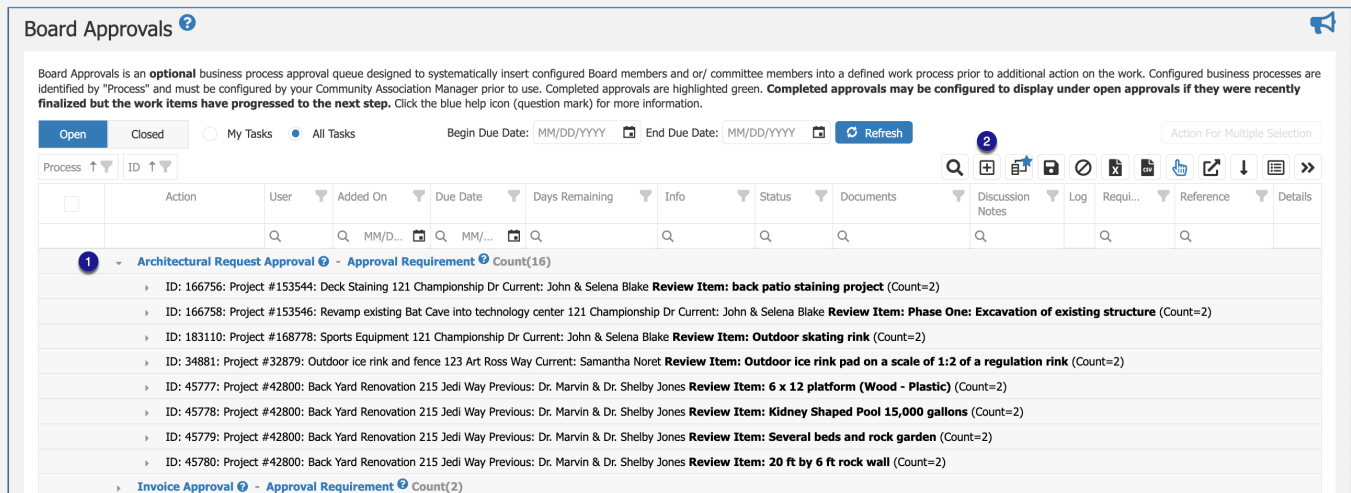 Board Approvals ?
Board Approvals is an optional business process approval queue designed to systematically insert configured Board members and or/ committee members into a defined work process prior to additional action on the work. Configured business processes are
identified by "Process" and must be configured by your Community Association Manager prior to use. Completed approvals are highlighted green. Completed approvals may be configured to display under open approvals if they were recently
finalized but the work items have progressed to the next step. Click the blue help icon (question mark) for more information.
Open Closed My Tasks All Tasks Begin Due Date: MM/DD/YYYY End Due Date: MM/DD/YYYY Refresh Action For Multiple Selection
2
Process ID X CSV
Action User Added On Due Date Days Remaining Info Status Documents Discussion Notes Log Requi... Reference Details
MM/D... MM/...
1 Architectural Request Approval ? - Approval Requirement ? Count(16)
ID: 166756: Project #153544: Deck Staining 121 Championship Dr Current: John & Selena Blake Review Item: back patio staining project (Count=2)
ID: 166758: Project #153546: Revamp existing Bat Cave into technology center 121 Championship Dr Current: John & Selena Blake Review Item: Phase One: Excavation of existing structure (Count=2)
ID: 183110: Project #168778: Sports Equipment 121 Championship Dr Current: John & Selena Blake Review Item: Outdoor skating rink (Count=2)
ID: 34881: Project #32879: Outdoor ice rink and fence 123 Art Ross Way Current: Samantha Noret Review Item: Outdoor ice rink pad on a scale of 1:2 of a regulation rink (Count=2)
ID: 45777: Project #42800: Back Yard Renovation 215 Jedi Way Previous: Dr. Marvin & Dr. Shelby Jones Review Item: 6 x 12 platform (Wood - Plastic) (Count=2)
ID: 45778: Project #42800: Back Yard Renovation 215 Jedi Way Previous: Dr. Marvin & Dr. Shelby Jones Review Item: Kidney Shaped Pool 15,000 gallons (Count=2)
ID: 45779: Project #42800: Back Yard Renovation 215 Jedi Way Previous: Dr. Marvin & Dr. Shelby Jones Review Item: Several beds and rock garden (Count=2)
ID: 45780: Project #42800: Back Yard Renovation 215 Jedi Way Previous: Dr. Marvin & Dr. Shelby Jones Review Item: 20 ft by 6 ft rock wall (Count=2)
Invoice Approval ? - Approval Requirement ? Count(2)